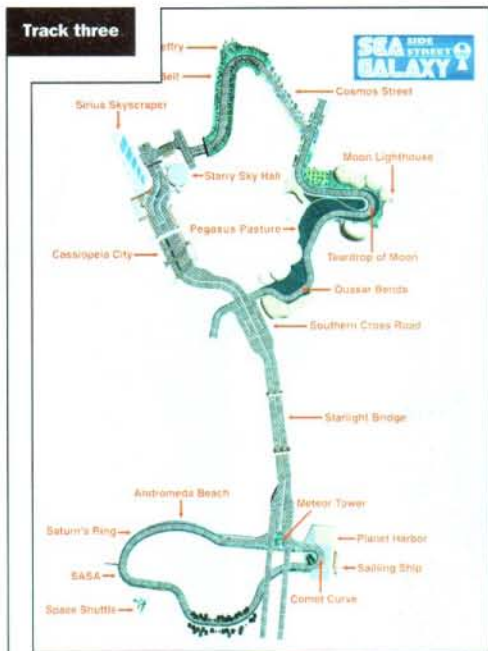 Track three
SEA SIDE
STREET
GALAXY
Cosmos Street
Sirius Skyscraper
Moon Lighthouse
Starry Sky Hall
Pegasus Pasture
Cassiopeia City
Teardrop of Moon
Quasar Bends
Southern Cross Road
Starlight Bridge
Andromeda Beach
Meteor Tower
Saturn's Ring
Planet Harbor
SASA
Sailing Ship
Space Shuttle
Comet Curve